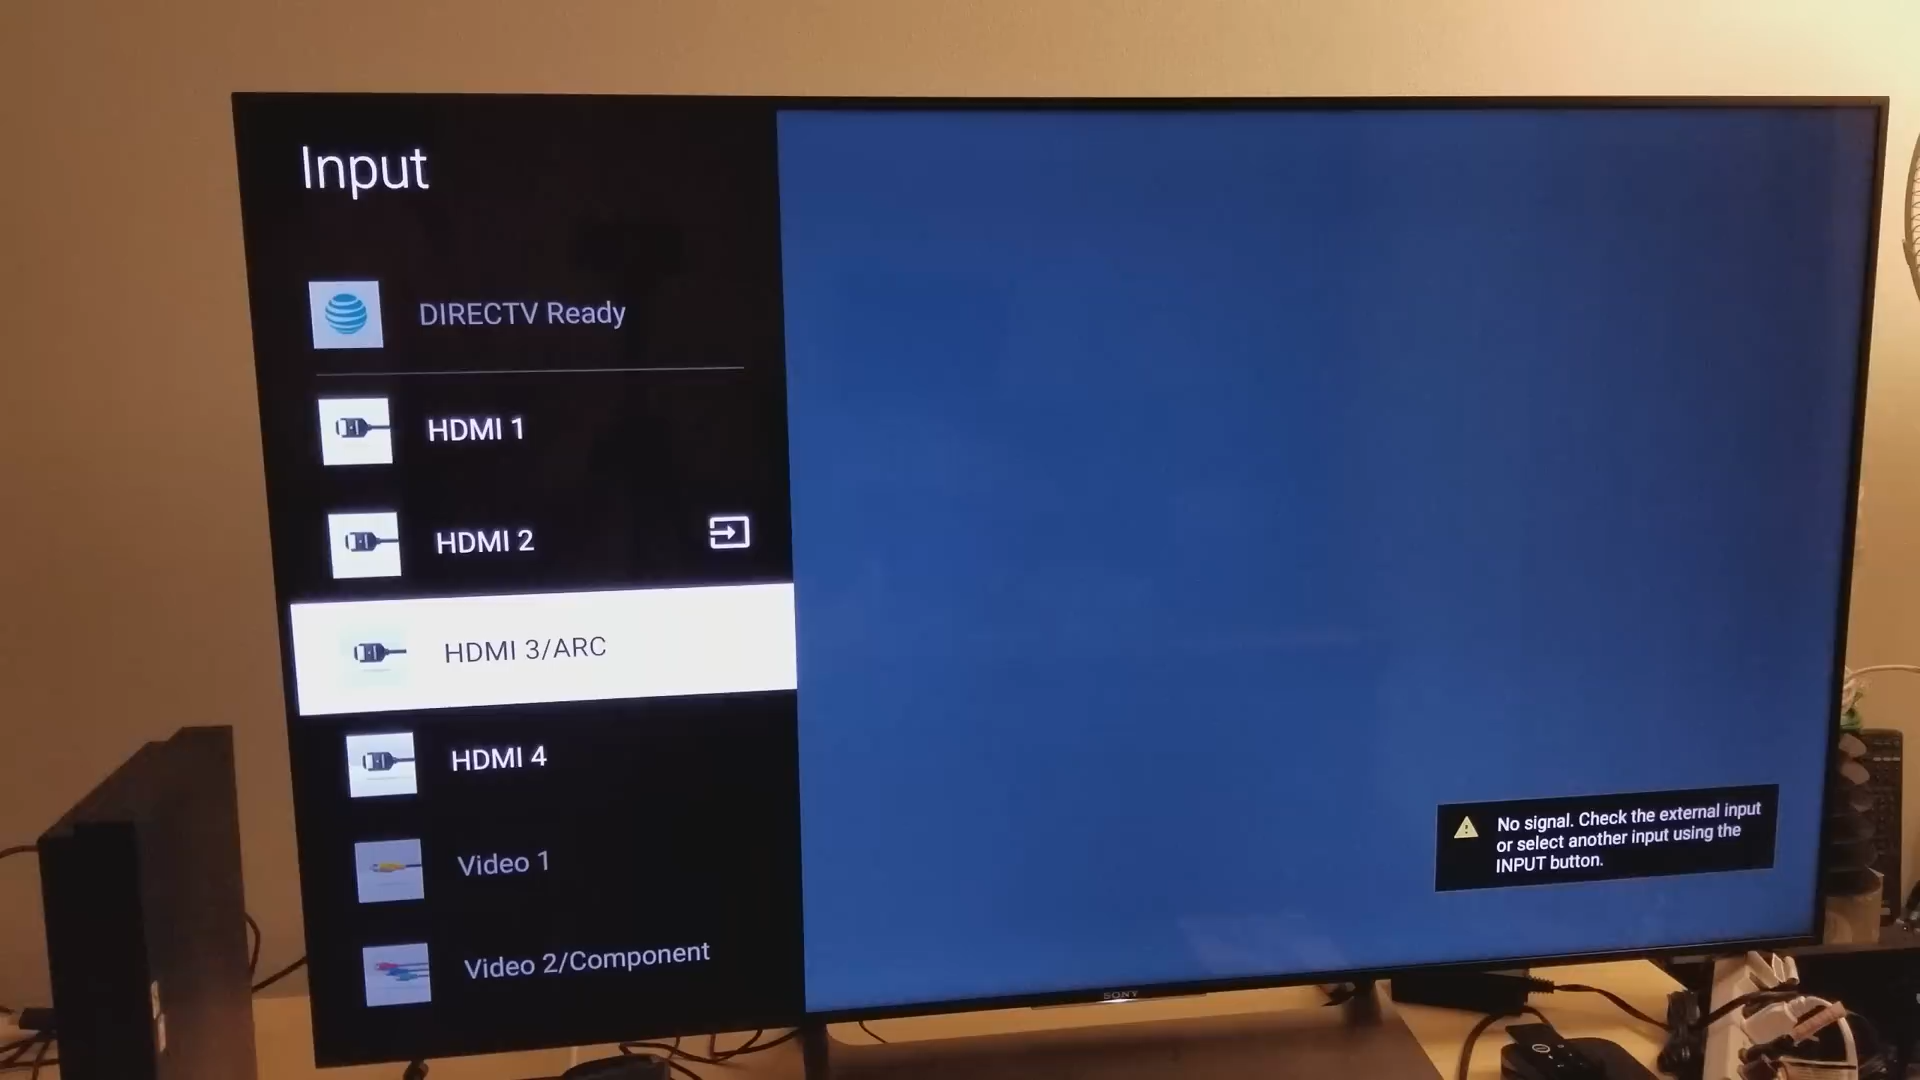 Input
DIRECTV Ready
HDMI 1
HDMI 2
HDMI 3/ARC
HDMI 4
Video 1
Video 2/Component
No signal. Check the external input
or select another input using the
INPUT button.
SONY